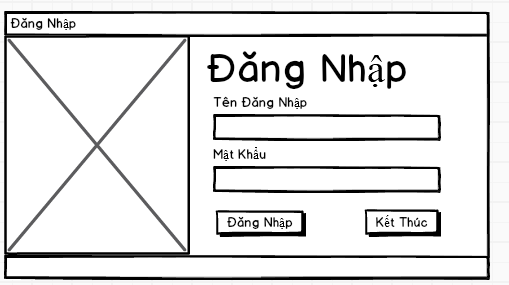 Đăng Nhập
Đăng Nhập
Tên Đăng Nhập
Mật Khẩu
Đăng Nhập
Kết Thúc